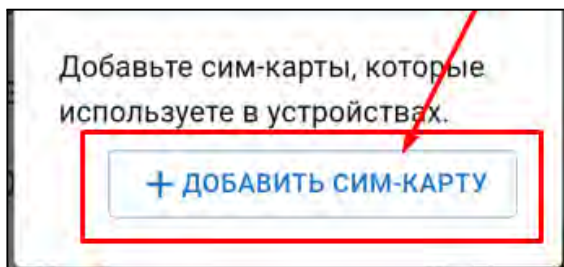 Добавьте сим-карты, которые
используете в устройствах.
+ ДОБАВИТЬ СИМ-КАРТУ